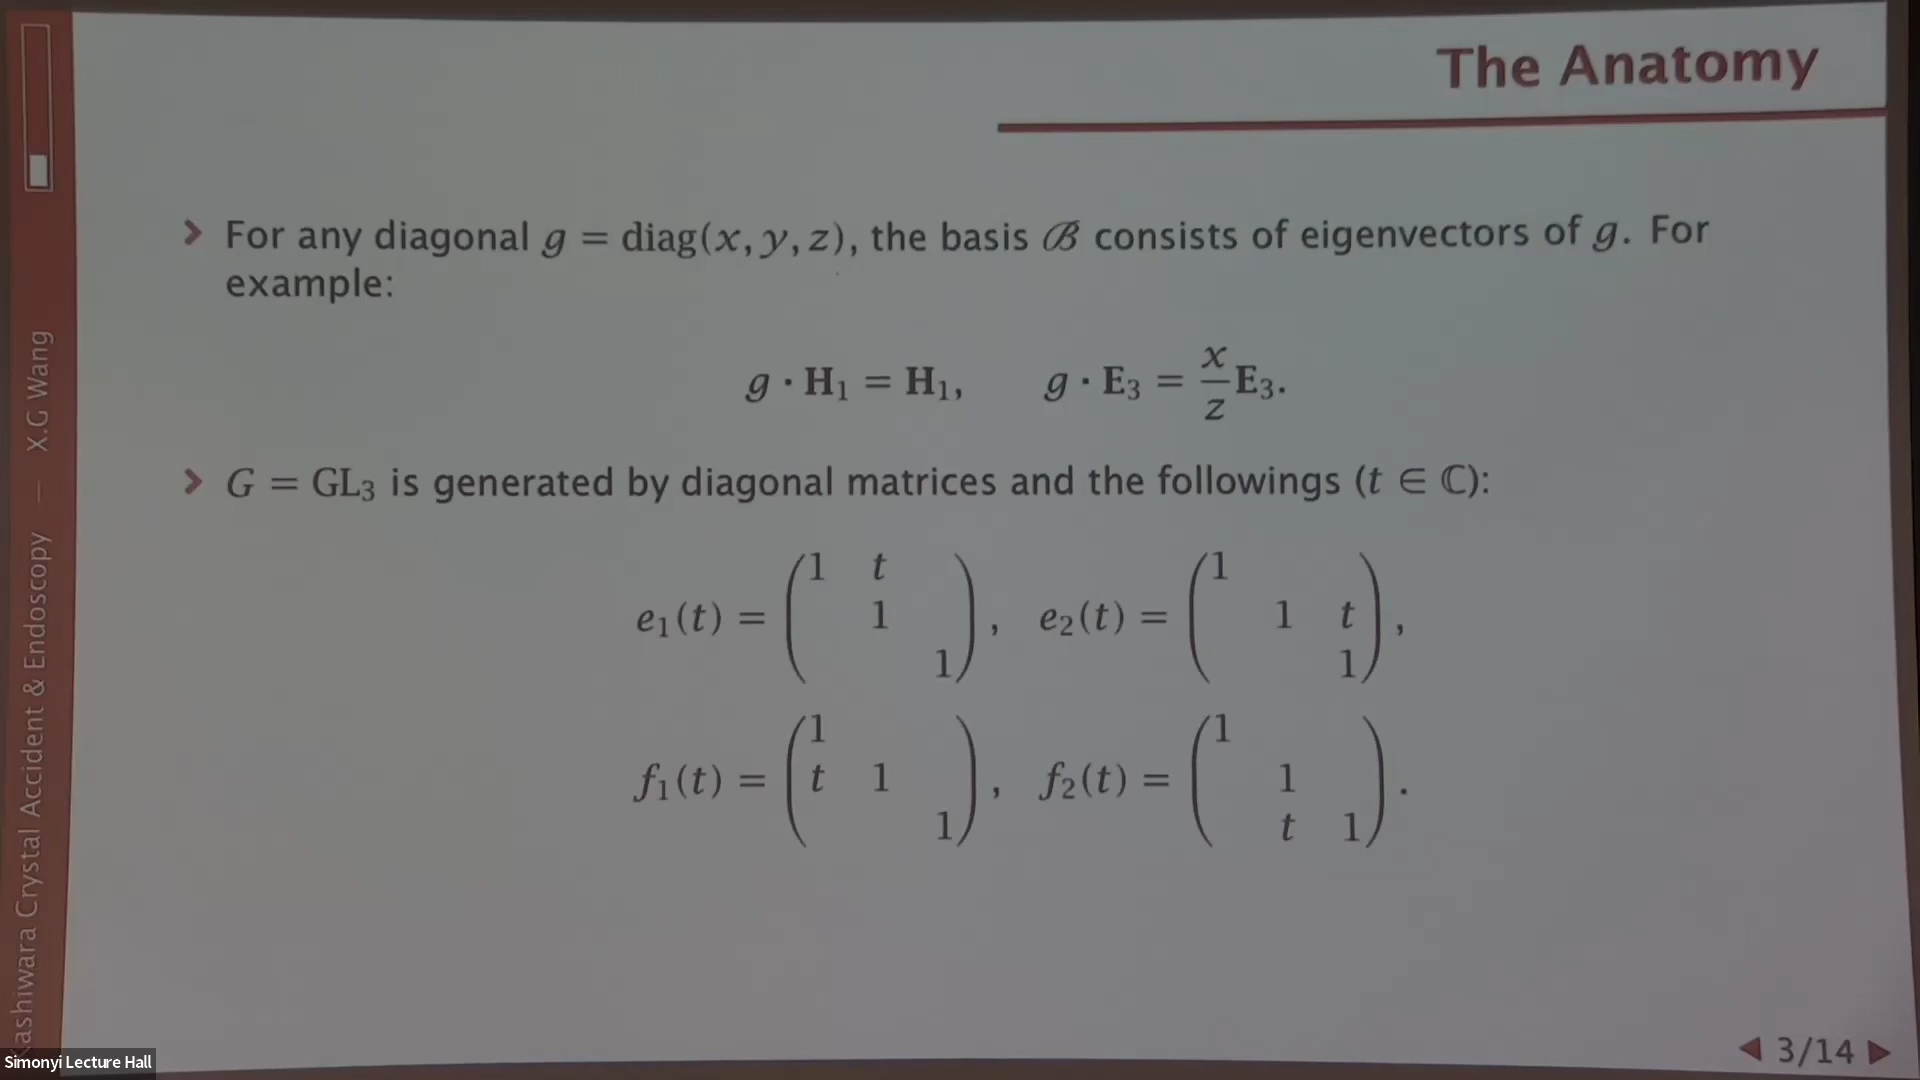 The Anatomy
For any diagonal g = diag(x, y, z), the basis ℬ consists of eigenvectors of g. For
example:
g · H₁ = H₁, g · E₃ = x/z E₃.
G = GL₃ is generated by diagonal matrices and the followings (t ∈ ℂ):
e₁(t) = (1 t
1
1), e₂(t) = (1
1 t
1),
f₁(t) = (1
t 1
1), f₂(t) = (1
1
t 1).
Kashiwara Crystal Accident & Endoscopy — X.G Wang
3/14
Simonyi Lecture Hall